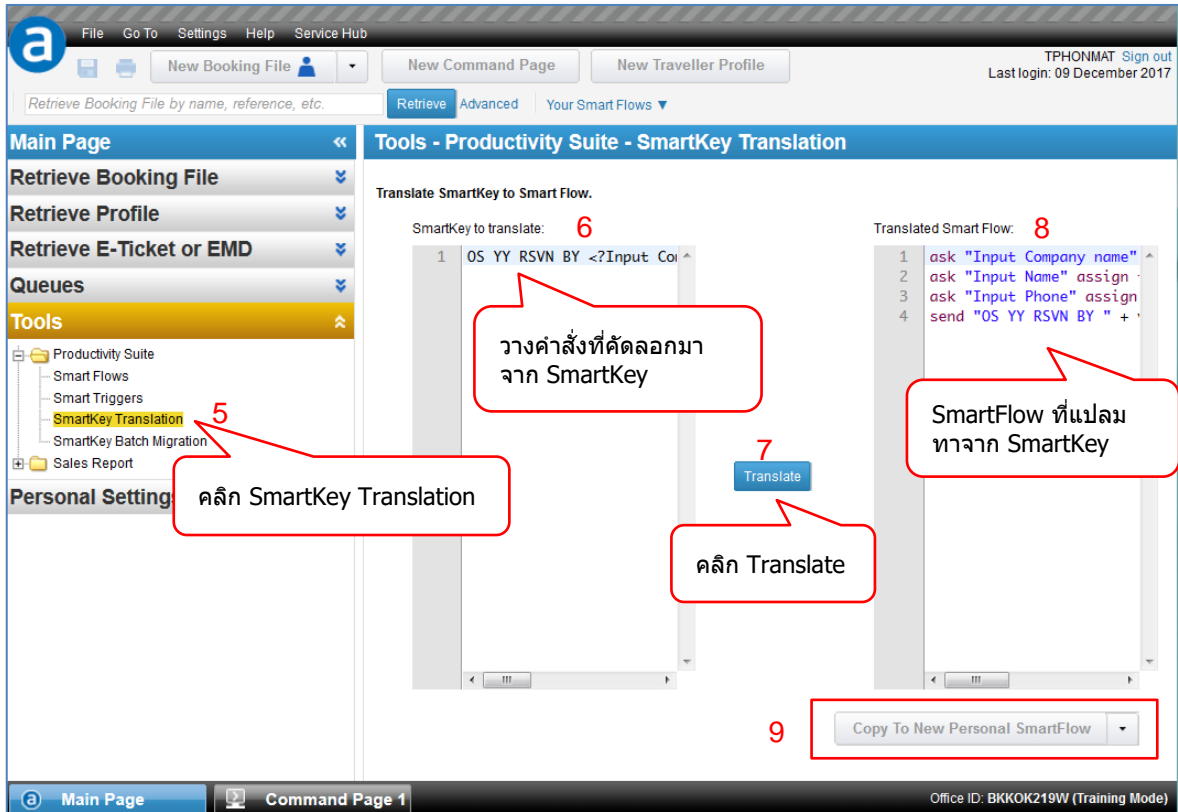 File Go To Settings Help Service Hub
a
New Booking File
New Command Page
New Traveller Profile
TPHONMAT Sign out
Last login: 09 December 2017
Retrieve Booking File by name, reference, etc.
Retrieve
Advanced
Your Smart Flows ▼
Main Page
Retrieve Booking File
Retrieve Profile
Retrieve E-Ticket or EMD
Queues
Tools
Productivity Suite
Smart Flows
Smart Triggers
SmartKey Translation
5
SmartKey Batch Migration
Sales Report
คลิก SmartKey Translation
Personal Settings
Tools - Productivity Suite - SmartKey Translation
Translate SmartKey to Smart Flow.
SmartKey to translate:
6
1 OS YY RSVN BY <?Input
วางคำสั่งที่คัดลอกมา
จาก SmartKey
7
Translate
คลิก Translate
Translated Smart Flow:
8
1 ask "Input Company name"
2 ask "Input Name" assign
3 ask "Input Phone" assign
4 send "OS YY RSVN BY " +
SmartFlow ที่แปลม
ทาจาก SmartKey
9
Copy To New Personal SmartFlow
a Main Page
Command Page 1
Office ID: BKKOK219W (Training Mode)